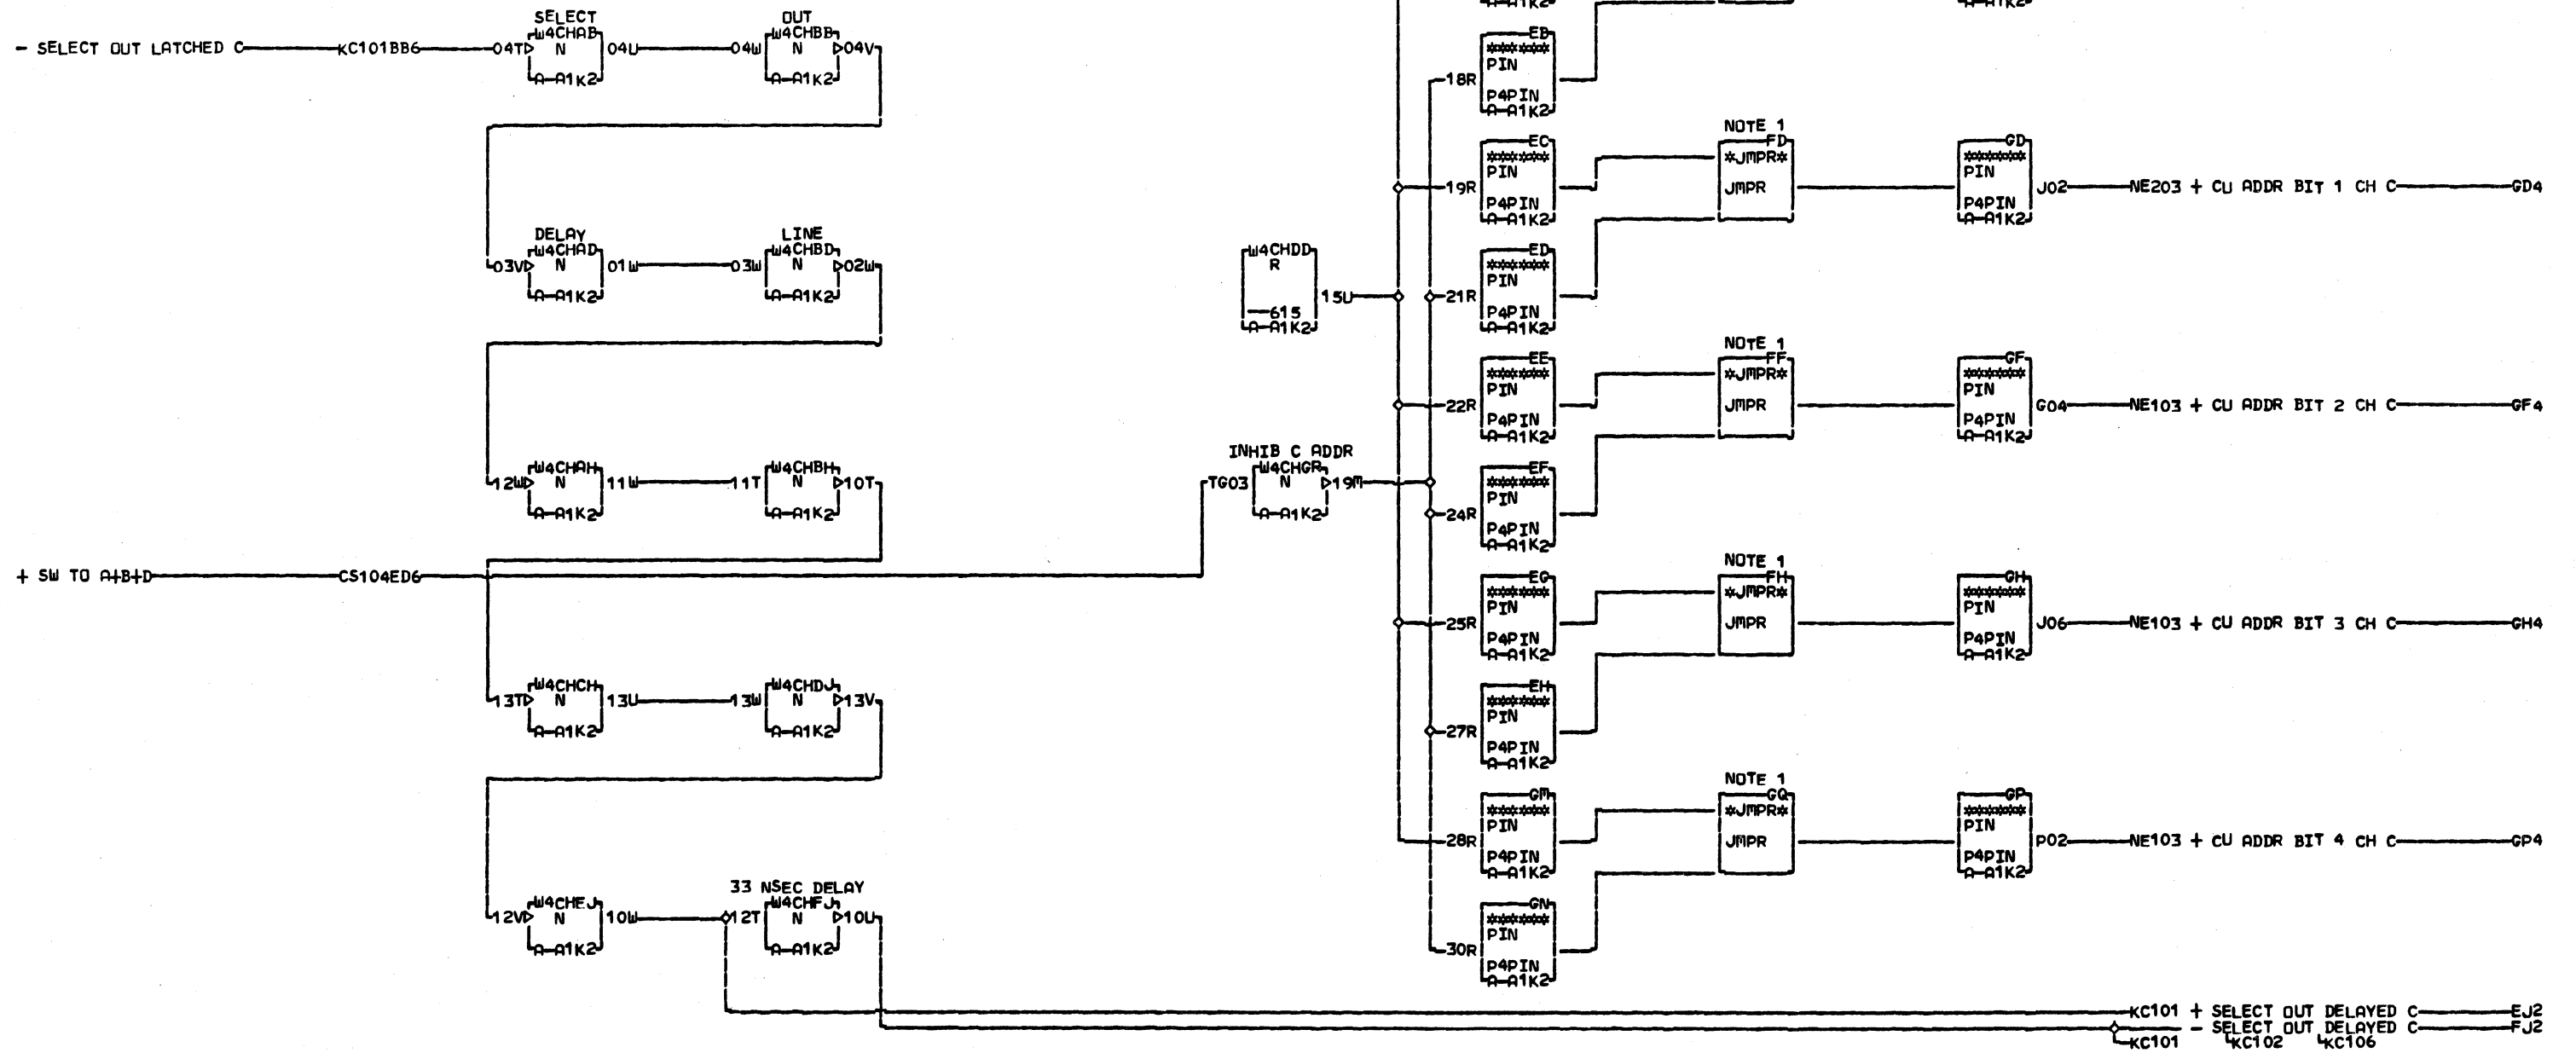 SELECT
W4CHAB
- SELECT OUT LATCHED C KC101BB6 04T N 04U
A-A1K2
OUT
W4CHBB
04W N 04V
A-A1K2
DELAY
W4CHAD
03V N 01W
A-A1K2
LINE
W4CHBD
03W N 02W
A-A1K2
W4CHAH
12W N 11W
A-A1K2
W4CHBH
11T N 10T
A-A1K2
+ SW TO A+B+D CS104ED6
W4CHCH
13T N 13U
A-A1K2
W4CHDJ
13W N 13V
A-A1K2
W4CHEJ
12V N 10W
A-A1K2
33 NSEC DELAY
W4CHFJ
12T N 10U
A-A1K2
W4CHDD
R
15U
615
A-A1K2
INHIB C ADDR
W4CHGR
TG03 N 19M
A-A1K2
A-A1K2
A-A1K2
EB
******
PIN
18R
P4PIN
A-A1K2
EC
******
PIN
19R
P4PIN
A-A1K2
NOTE 1
FD
*JMPR*
JMPR
GD
******
PIN
J02 NE203 + CU ADDR BIT 1 CH C GD4
P4PIN
A-A1K2
ED
******
PIN
21R
P4PIN
A-A1K2
EE
******
PIN
22R
P4PIN
A-A1K2
NOTE 1
FF
*JMPR*
JMPR
GF
******
PIN
G04 NE103 + CU ADDR BIT 2 CH C GF4
P4PIN
A-A1K2
EF
******
PIN
24R
P4PIN
A-A1K2
EG
******
PIN
25R
P4PIN
A-A1K2
NOTE 1
FH
*JMPR*
JMPR
GH
******
PIN
J06 NE103 + CU ADDR BIT 3 CH C GH4
P4PIN
A-A1K2
EH
******
PIN
27R
P4PIN
A-A1K2
GM
******
PIN
28R
P4PIN
A-A1K2
NOTE 1
GQ
*JMPR*
JMPR
GP
******
PIN
P02 NE103 + CU ADDR BIT 4 CH C GP4
P4PIN
A-A1K2
GN
******
PIN
30R
P4PIN
A-A1K2
KC101 + SELECT OUT DELAYED C EJ2
- SELECT OUT DELAYED C FJ2
KC101 KC102 KC106